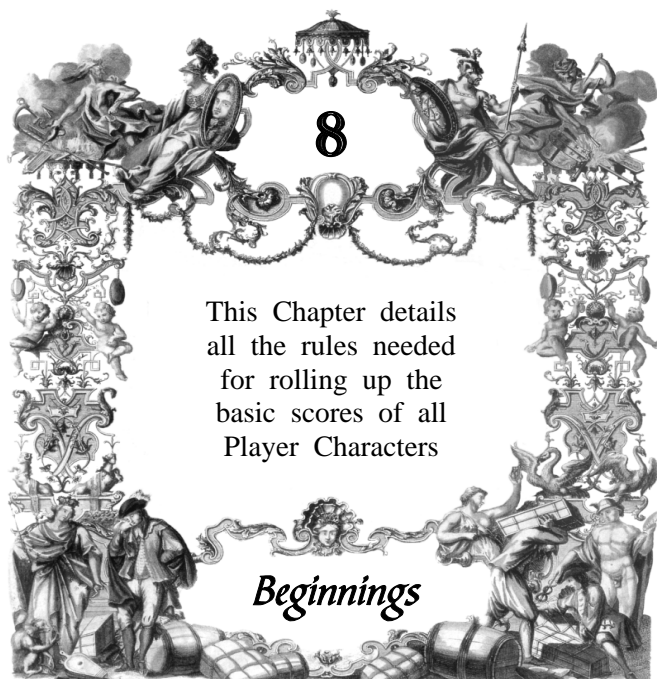 8
This Chapter details
all the rules needed
for rolling up the
basic scores of all
Player Characters
Beginnings